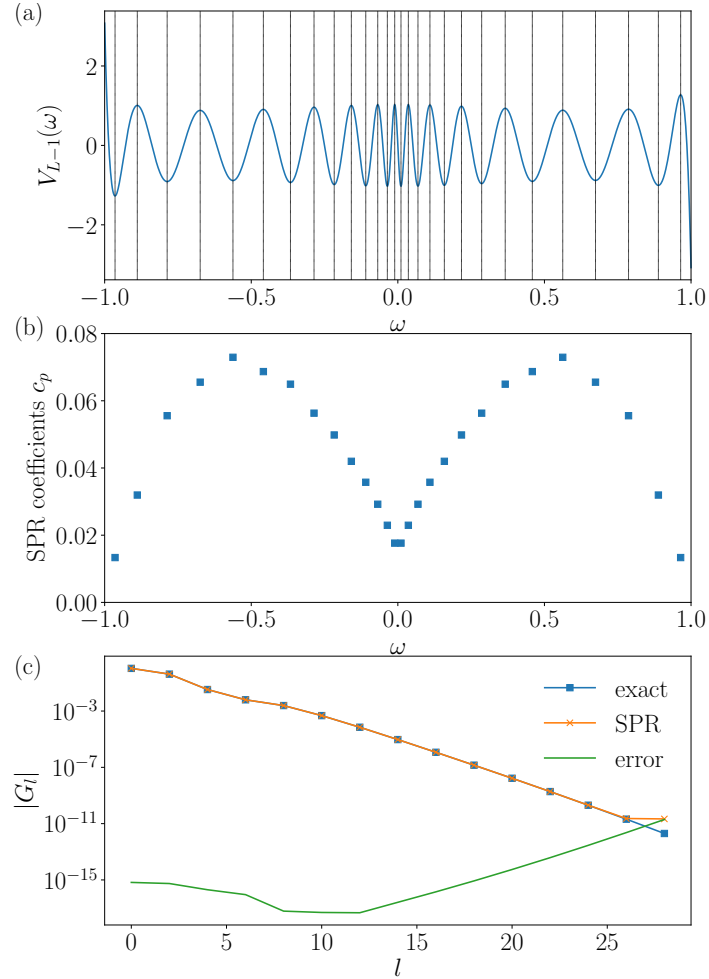 (a)
V_{L−1}(ω)
2
0
−2
−1.0 −0.5 0.0 0.5 1.0
ω
(b)
SPR coefficients c_p
0.08
0.06
0.04
0.02
0.00
−1.0 −0.5 0.0 0.5 1.0
ω
(c)
|G_l|
10^{−3}
10^{−7}
10^{−11}
10^{−15}
exact
SPR
error
0 5 10 15 20 25
l